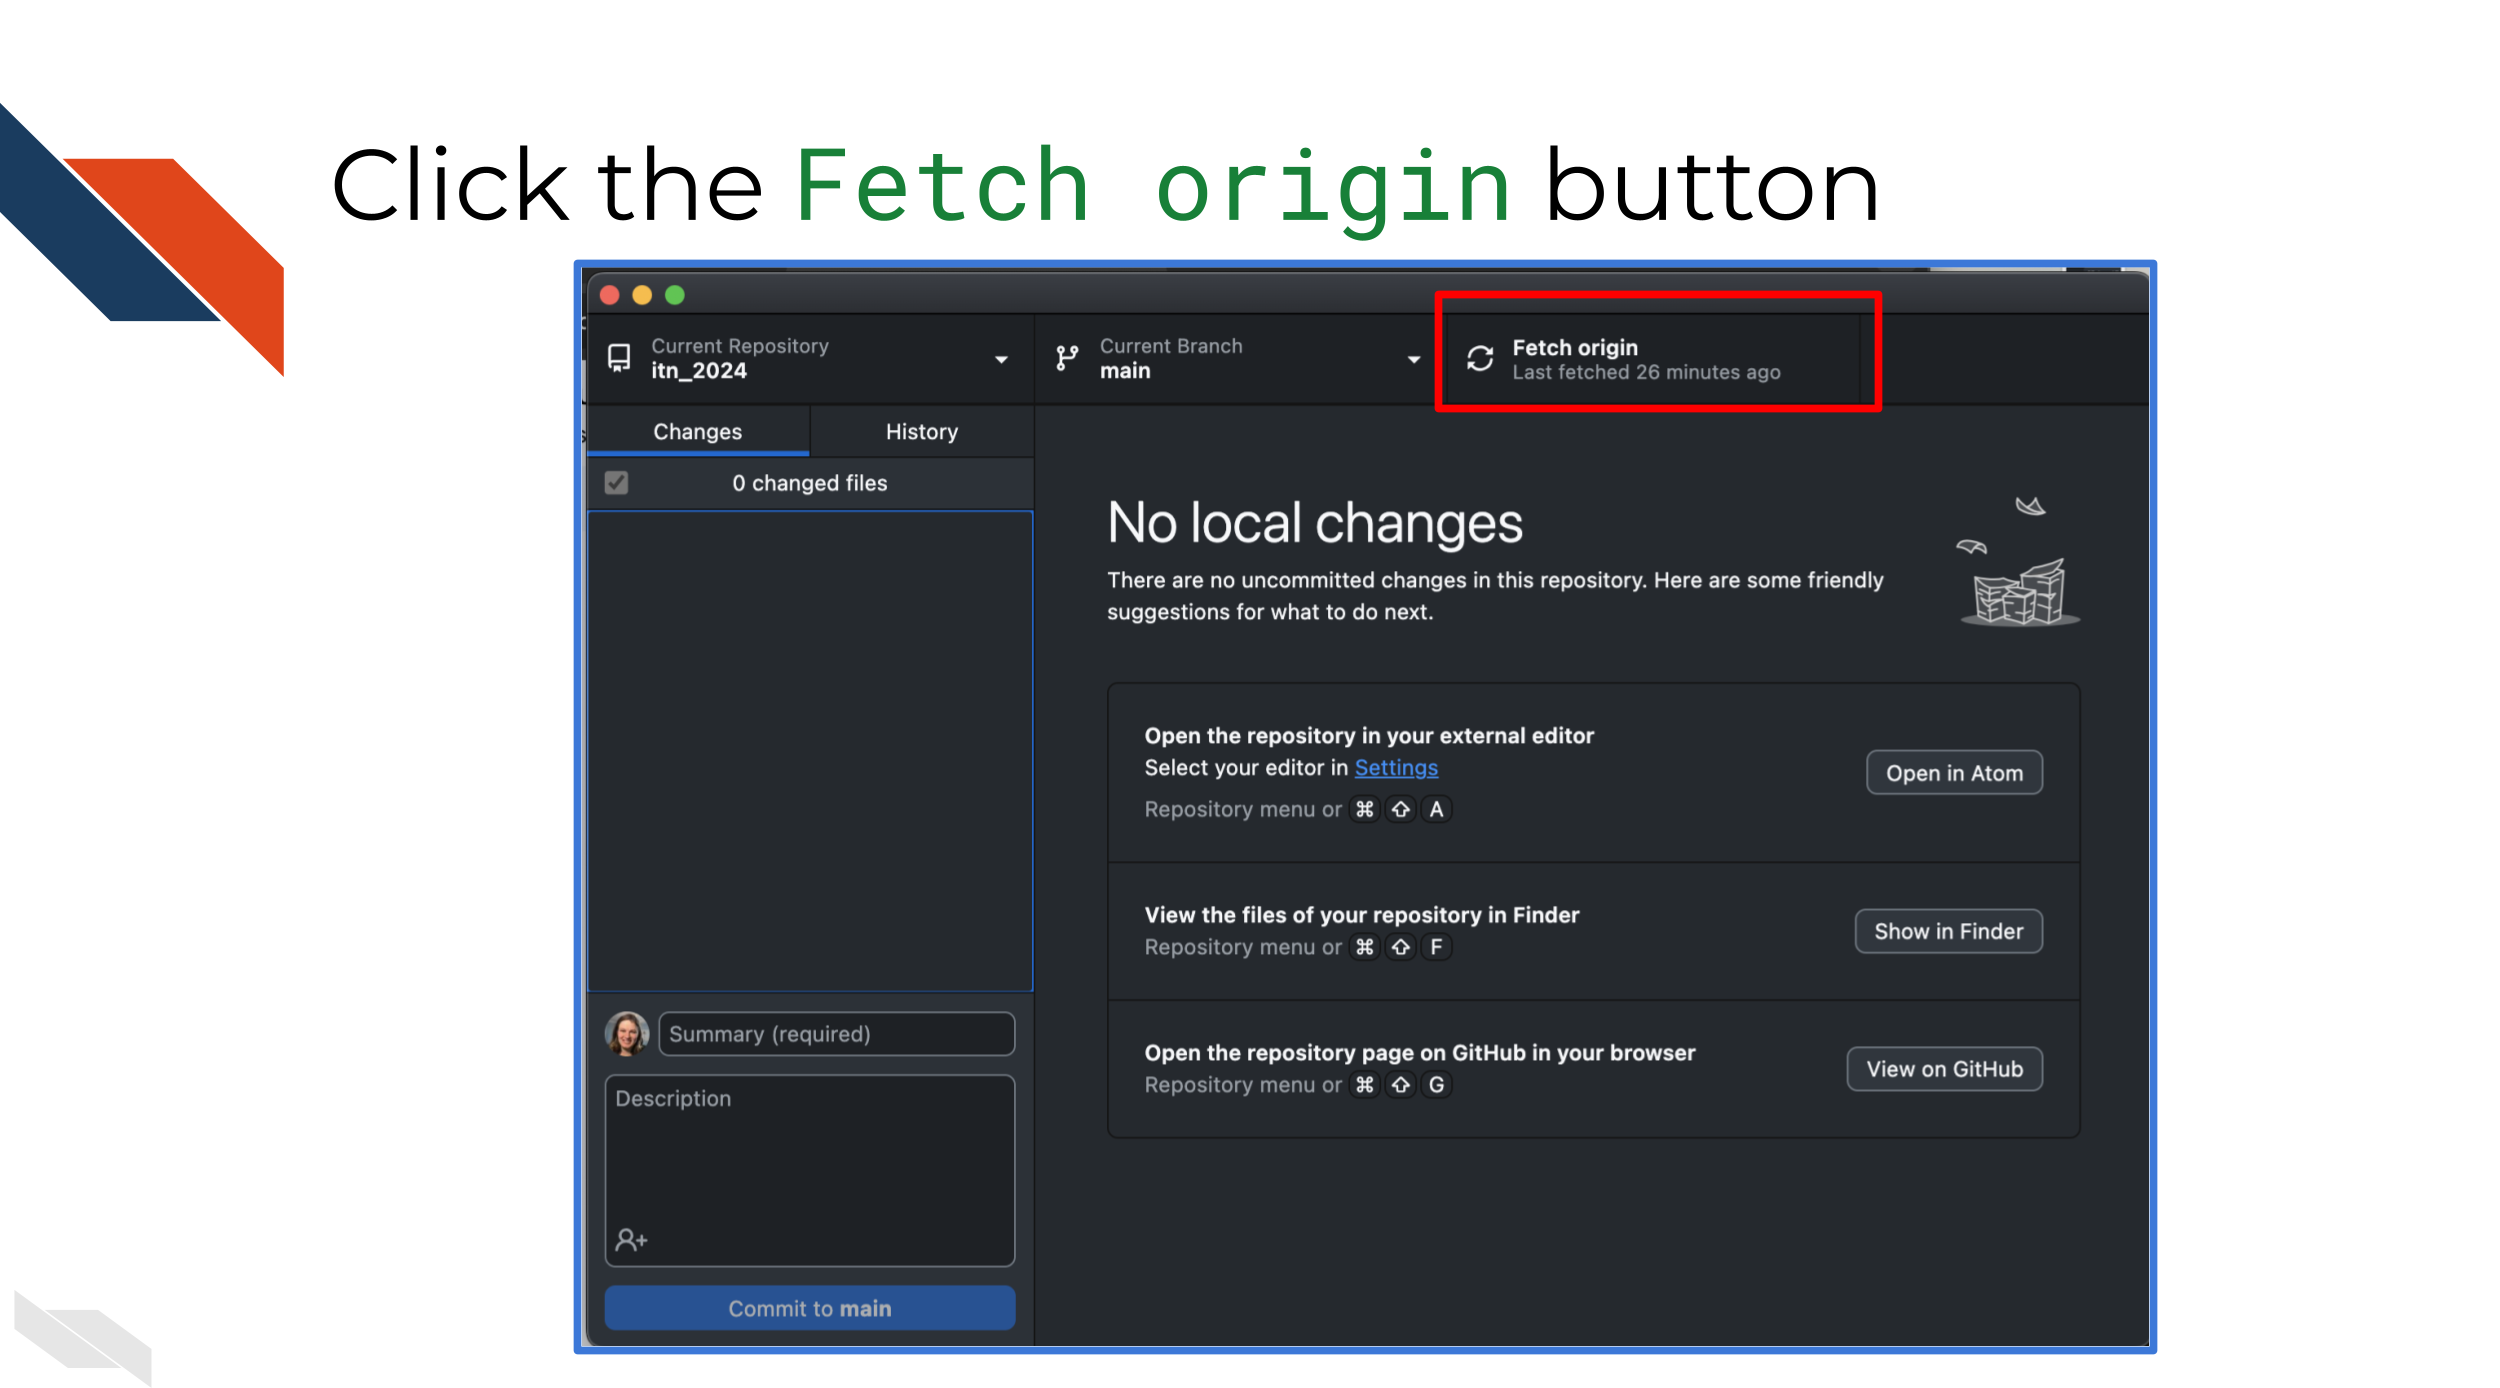 Click the Fetch origin button
Current Repository
itn_2024
Current Branch
main
Fetch origin
Last fetched 26 minutes ago
Changes
History
0 changed files
No local changes
There are no uncommitted changes in this repository. Here are some friendly
suggestions for what to do next.
Open the repository in your external editor
Select your editor in Settings
Open in Atom
Repository menu or ⌘ ⇧ A
View the files of your repository in Finder
Show in Finder
Repository menu or ⌘ ⇧ F
Open the repository page on GitHub in your browser
View on GitHub
Repository menu or ⌘ ⇧ G
Summary (required)
Description
Commit to main